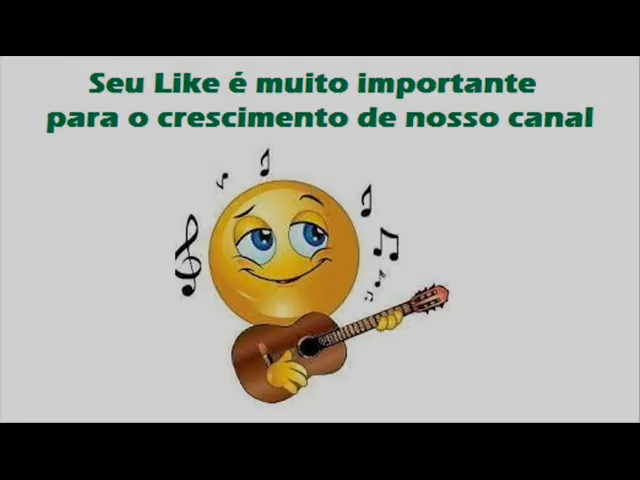 Seu Like é muito importante
para o crescimento de nosso canal